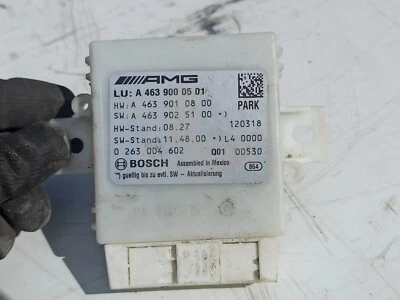 AMG
LU: A 463 900 05 01
HW: A 463 901 08 00
PARK
SW: A 463 902 51 00 *)
HW-Stand: 08.27 120318
SW-Stand: 11.48.00 *) L4 0000
0 263 004 602 Q01 00530
BOSCH Assembled in Mexico
*) gueltig bis zu evtl. SW - Aktualisierung
864